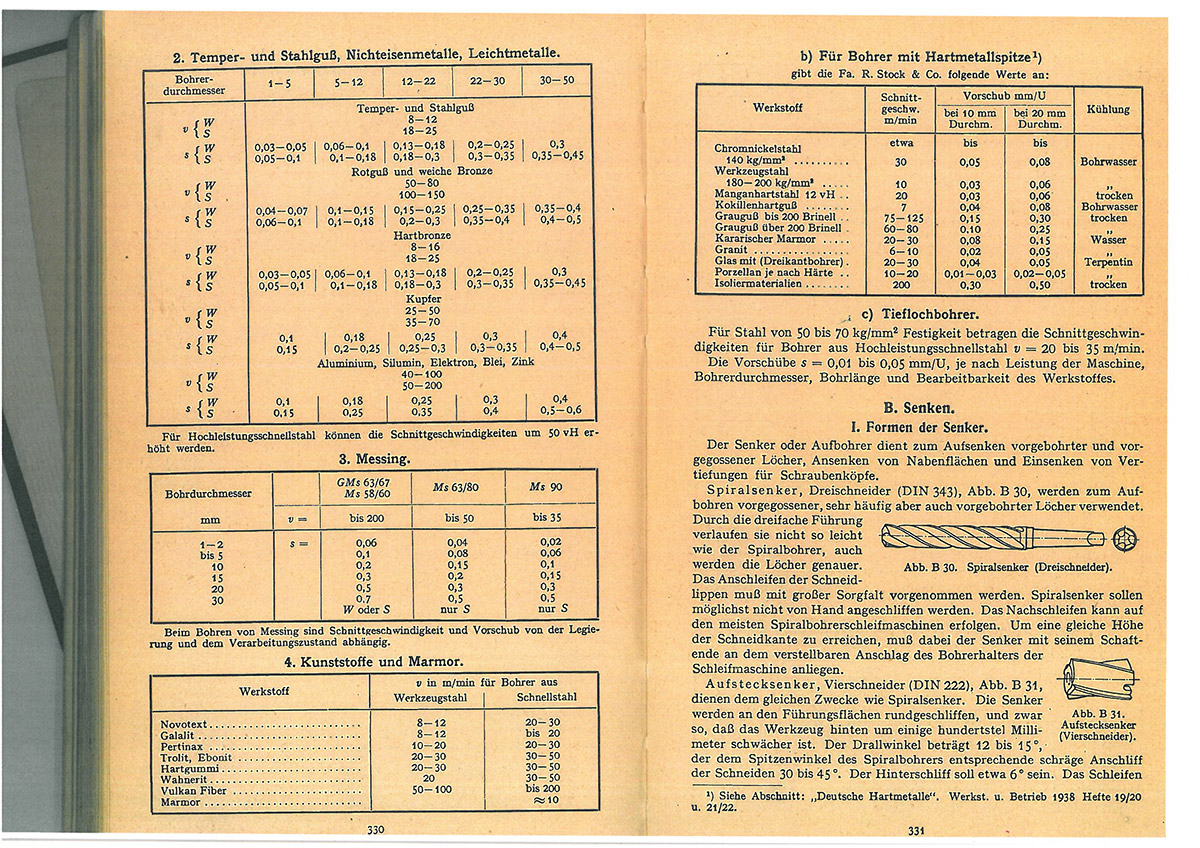 2. Temper- und Stahlguß, Nichteisenmetalle, Leichtmetalle.
Bohrer-
durchmesser 1—5 5—12 12—22 22—30 30—50
Temper- und Stahlguß
v { W 8—12
S 18—25
s { W 0,03—0,05 0,06—0,1 0,13—0,18 0,2—0,25 0,3
S 0,05—0,1 0,1—0,18 0,18—0,3 0,3—0,35 0,35—0,45
Rotguß und weiche Bronze
v { W 50—80
S 100—150
s { W 0,04—0,07 0,1—0,15 0,15—0,25 0,25—0,35 0,35—0,4
S 0,06—0,1 0,1—0,18 0,2—0,3 0,35—0,4 0,4—0,5
Hartbronze
v { W 8—16
S 18—25
s { W 0,03—0,05 0,06—0,1 0,13—0,18 0,2—0,25 0,3
S 0,05—0,1 0,1—0,18 0,18—0,3 0,3—0,35 0,35—0,45
Kupfer
v { W 25—50
S 35—70
s { W 0,1 0,18 0,25 0,3 0,4
S 0,15 0,2—0,25 0,25—0,3 0,3—0,35 0,4—0,5
Aluminium, Silumin, Elektron, Blei, Zink
v { W 40—100
S 50—200
s { W 0,1 0,18 0,25 0,3 0,4
S 0,15 0,25 0,35 0,4 0,5—0,6
Für Hochleistungsschnellstahl können die Schnittgeschwindigkeiten um 50 vH er-
höht werden.
3. Messing.
Bohrdurchmesser GMs 63/67
Ms 58/60 Ms 63/80 Ms 90
mm v = bis 200 bis 50 bis 35
1—2 s = 0,06 0,04 0,02
bis 5 0,1 0,08 0,06
10 0,2 0,15 0,1
15 0,3 0,2 0,15
20 0,5 0,3 0,3
30 0,7 0,5 0,5
W oder S nur S nur S
Beim Bohren von Messing sind Schnittgeschwindigkeit und Vorschub von der Legie-
rung und dem Verarbeitungszustand abhängig.
4. Kunststoffe und Marmor.
Werkstoff v in m/min für Bohrer aus
Werkzeugstahl Schnellstahl
Novotext 8—12 20—30
Galalit 8—12 bis 20
Pertinax 10—20 20—30
Trolit, Ebonit 20—30 30—50
Hartgummi 20—30 30—50
Wahnerit 20 30—50
Vulkan Fiber 50—100 bis 200
Marmor ≈10
330
b) Für Bohrer mit Hartmetallspitze¹)
gibt die Fa. R. Stock & Co. folgende Werte an:
Werkstoff Schnitt-
geschw.
m/min Vorschub mm/U Kühlung
bei 10 mm
Durchm. bei 20 mm
Durchm.
etwa bis bis
Chromnickelstahl
140 kg/mm² 30 0,05 0,08 Bohrwasser
Werkzeugstahl
180—200 kg/mm² 10 0,03 0,06 „
Manganhartstahl 12 vH 20 0,03 0,06 trocken
Kokillenhartguß 7 0,04 0,08 Bohrwasser
Grauguß bis 200 Brinell 75—125 0,15 0,30 trocken
Grauguß über 200 Brinell 60—80 0,10 0,25 „
Kararischer Marmor 20—30 0,08 0,15 Wasser
Granit 6—10 0,02 0,05 „
Glas mit (Dreikantbohrer) 20—30 0,04 0,05 Terpentin
Porzellan je nach Härte 10—20 0,01—0,03 0,02—0,05 „
Isoliermaterialien 200 0,30 0,50 trocken
c) Tieflochbohrer.
Für Stahl von 50 bis 70 kg/mm² Festigkeit betragen die Schnittgeschwin-
digkeiten für Bohrer aus Hochleistungsschnellstahl v = 20 bis 35 m/min.
Die Vorschübe s = 0,01 bis 0,05 mm/U, je nach Leistung der Maschine,
Bohrerdurchmesser, Bohrlänge und Bearbeitbarkeit des Werkstoffes.
B. Senken.
I. Formen der Senker.
Der Senker oder Aufbohrer dient zum Aufsenken vorgebohrter und vor-
gegossener Löcher, Ansenken von Nabenflächen und Einsenken von Ver-
tiefungen für Schraubenköpfe.
Spiralsenker, Dreischneider (DIN 343), Abb. B 30, werden zum Auf-
bohren vorgegossener, sehr häufig aber auch vorgebohrter Löcher verwendet.
Durch die dreifache Führung
verlaufen sie nicht so leicht
wie der Spiralbohrer, auch
werden die Löcher genauer.
Das Anschleifen der Schneid-
Abb. B 30. Spiralsenker (Dreischneider).
lippen muß mit großer Sorgfalt vorgenommen werden. Spiralsenker sollen
möglichst nicht von Hand angeschliffen werden. Das Nachschleifen kann auf
den meisten Spiralbohrerschleifmaschinen erfolgen. Um eine gleiche Höhe
der Schneidkante zu erreichen, muß dabei der Senker mit seinem Schaft-
ende an dem verstellbaren Anschlag des Bohrerhalters der
Schleifmaschine anliegen.
Aufstecksenker, Vierschneider (DIN 222), Abb. B 31,
dienen dem gleichen Zwecke wie Spiralsenker. Die Senker
werden an den Führungsflächen rundgeschliffen, und zwar
so, daß das Werkzeug hinten um einige hundertstel Milli-
meter schwächer ist. Der Drallwinkel beträgt 12 bis 15°,
Abb. B 31.
Aufstecksenker
(Vierschneider).
der dem Spitzenwinkel des Spiralbohrers entsprechende schräge Anschliff
der Schneiden 30 bis 45°. Der Hinterschliff soll etwa 6° sein. Das Schleifen
¹) Siehe Abschnitt: „Deutsche Hartmetalle“. Werkst. u. Betrieb 1938 Hefte 19/20
u. 21/22.
331